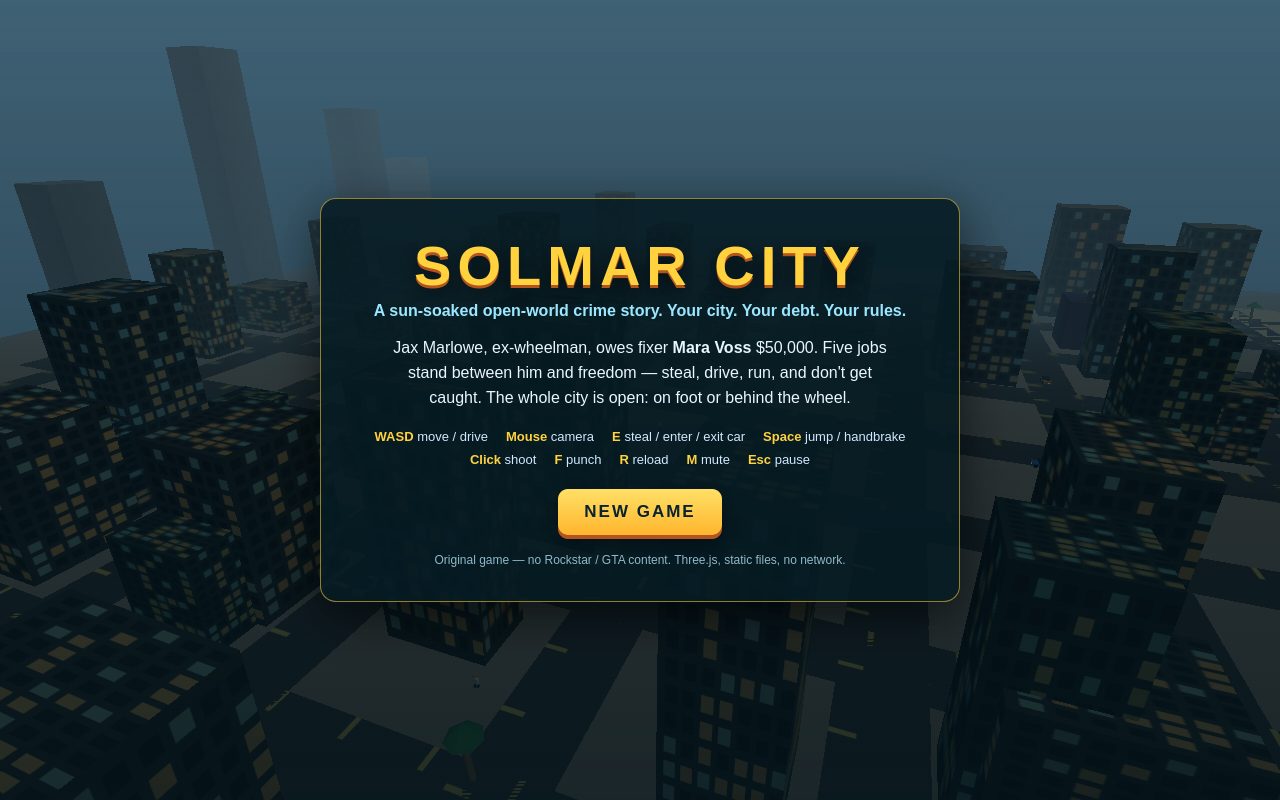 SOLMAR CITY
A sun-soaked open-world crime story. Your city. Your debt. Your rules.
Jax Marlowe, ex-wheelman, owes fixer Mara Voss $50,000. Five jobs
stand between him and freedom — steal, drive, run, and don't get
caught. The whole city is open: on foot or behind the wheel.
WASD move / drive Mouse camera E steal / enter / exit car Space jump / handbrake
Click shoot F punch R reload M mute Esc pause
NEW GAME
Original game — no Rockstar / GTA content. Three.js, static files, no network.